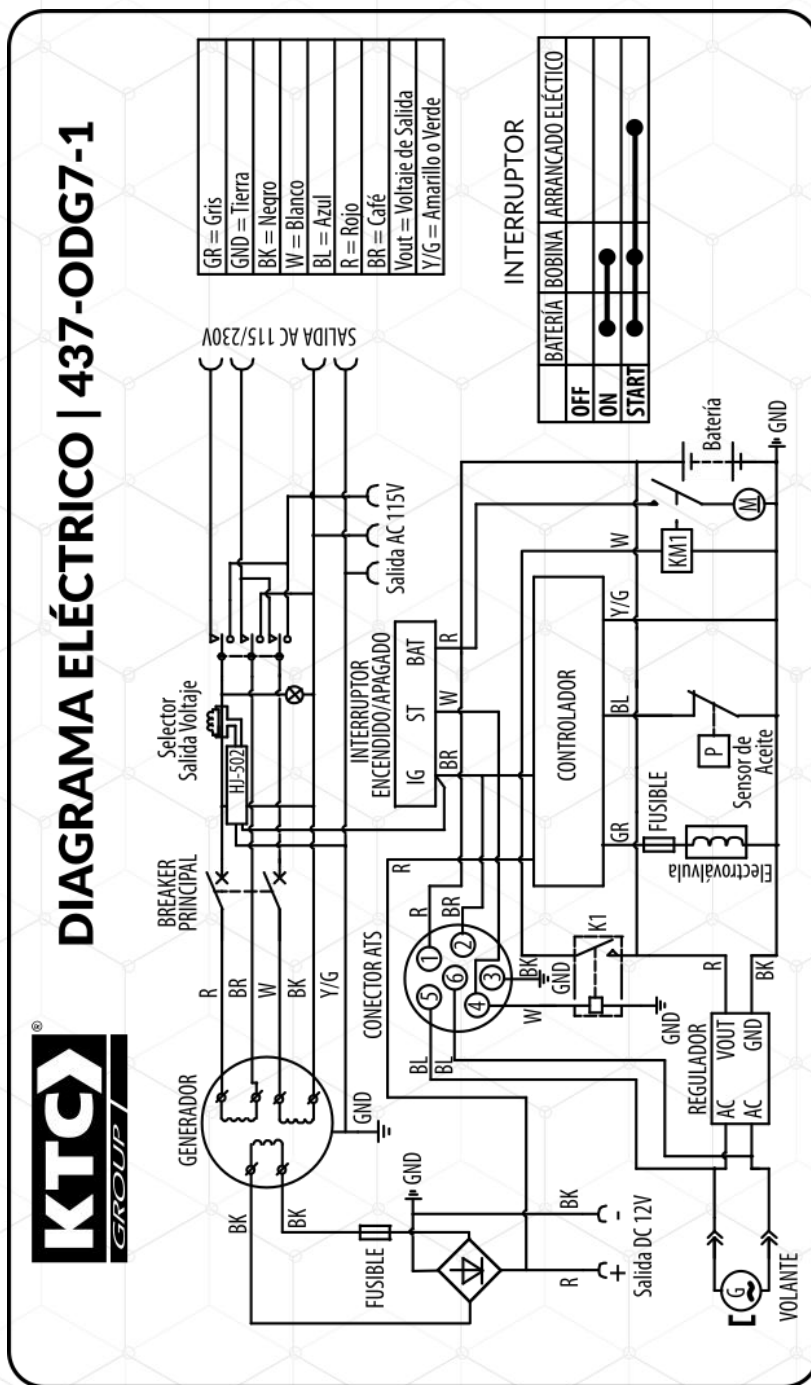 KTC
GROUP
®
DIAGRAMA ELÉCTRICO | 437-ODG7-1
GENERADOR
BK
BK
FUSIBLE
GND
BK
R
+
-
Salida DC 12V
GND
R
BR
W
BK
Y/G
BREAKER
PRINCIPAL
HJ-502
Selector
Salida Voltaje
SALIDA AC 115/230V
Salida AC 115V
GR = Gris
GND = Tierra
BK = Negro
W = Blanco
BL = Azul
R = Rojo
BR = Café
Vout = Voltaje de Salida
Y/G = Amarillo o Verde
CONECTOR ATS
1
2
3
4
5
6
R
BR
BL
BL
W
BK
GND
R
INTERRUPTOR
ENCENDIDO/APAGADO
IG
ST
BAT
BR
W
R
CONTROLADOR
GR
BL
Y/G
W
FUSIBLE
Electroválvula
P
Sensor de
Aceite
KM1
M
Batería
GND
K1
GND
REGULADOR
AC
VOUT
AC
GND
R
BK
G
VOLANTE
INTERRUPTOR
BATERÍA BOBINA ARRANCADO ELÉCTICO
OFF
ON
START